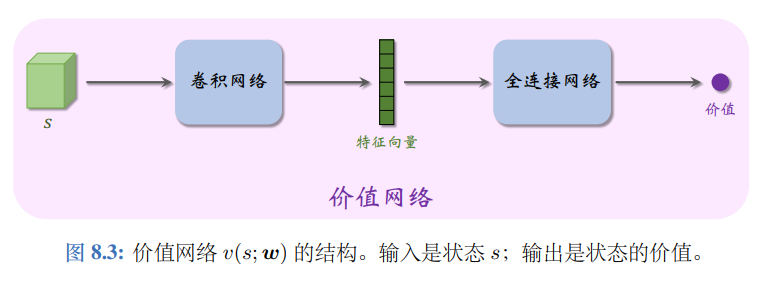 卷积网络
全连接网络
s
特征向量
价值
价值网络
图 8.3: 价值网络 v(s; w) 的结构。输入是状态 s；输出是状态的价值。